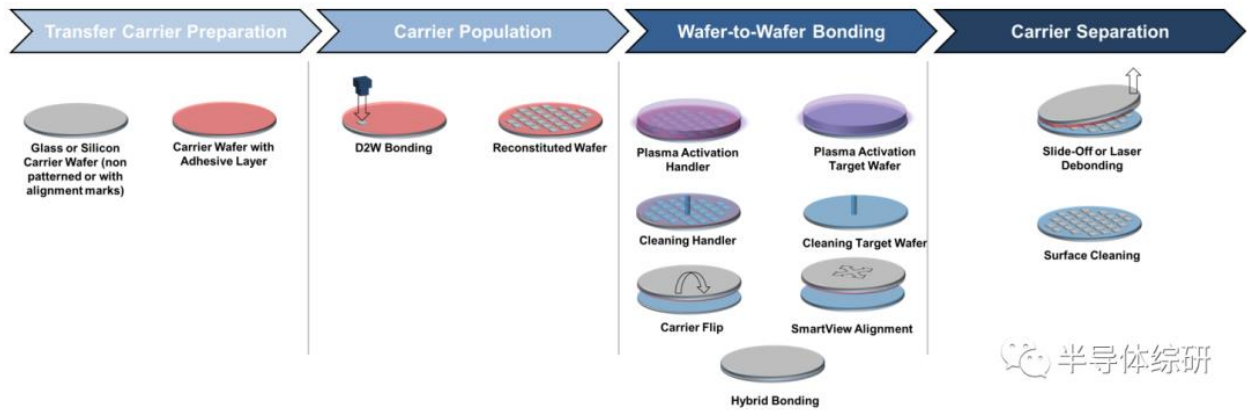 Transfer Carrier Preparation
Carrier Population
Wafer-to-Wafer Bonding
Carrier Separation
Glass or Silicon
Carrier Wafer (non
patterned or with
alignment marks)
Carrier Wafer with
Adhesive Layer
D2W Bonding
Reconstituted Wafer
Plasma Activation
Handler
Plasma Activation
Target Wafer
Cleaning Handler
Cleaning Target Wafer
Carrier Flip
SmartView Alignment
Hybrid Bonding
Slide-Off or Laser
Debonding
Surface Cleaning
半导体综研